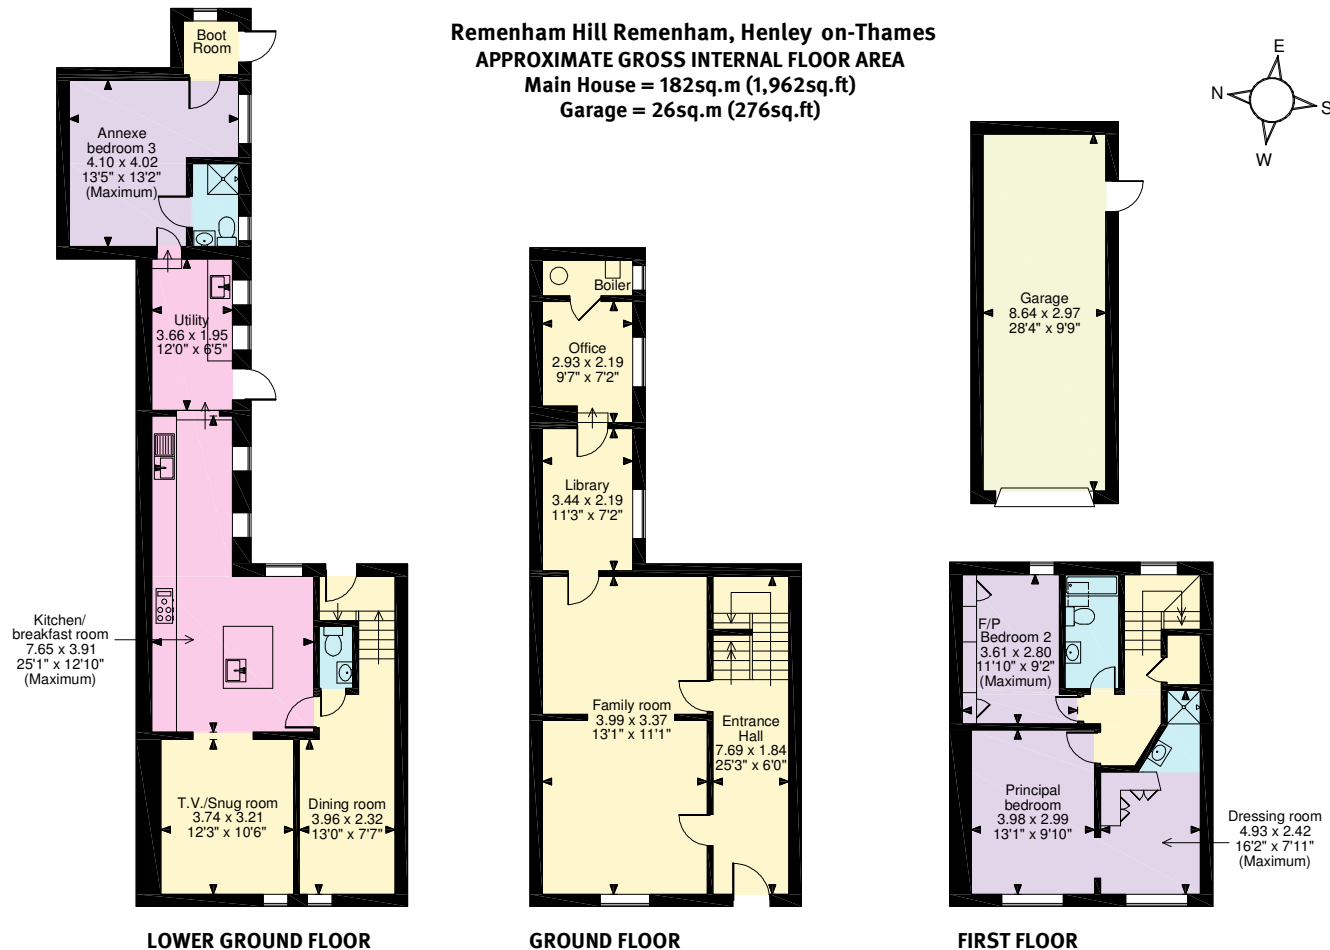 Remenham Hill Remenham, Henley on-Thames
APPROXIMATE GROSS INTERNAL FLOOR AREA
Main House = 182sq.m (1,962sq.ft)
Garage = 26sq.m (276sq.ft)
E
N
S
W
Boot
Room
Annexe
bedroom 3
4.10 x 4.02
13'5" x 13'2"
(Maximum)
Utility
3.66 x 1.95
12'0" x 6'5"
Kitchen/
breakfast room
7.65 x 3.91
25'1" x 12'10"
(Maximum)
T.V./Snug room
3.74 x 3.21
12'3" x 10'6"
Dining room
3.96 x 2.32
13'0" x 7'7"
LOWER GROUND FLOOR
Boiler
Office
2.93 x 2.19
9'7" x 7'2"
Library
3.44 x 2.19
11'3" x 7'2"
Family room
3.99 x 3.37
13'1" x 11'1"
Entrance
Hall
7.69 x 1.84
25'3" x 6'0"
GROUND FLOOR
Garage
8.64 x 2.97
28'4" x 9'9"
F/P
Bedroom 2
3.61 x 2.80
11'10" x 9'2"
(Maximum)
Principal
bedroom
3.98 x 2.99
13'1" x 9'10"
Dressing room
4.93 x 2.42
16'2" x 7'11"
(Maximum)
FIRST FLOOR